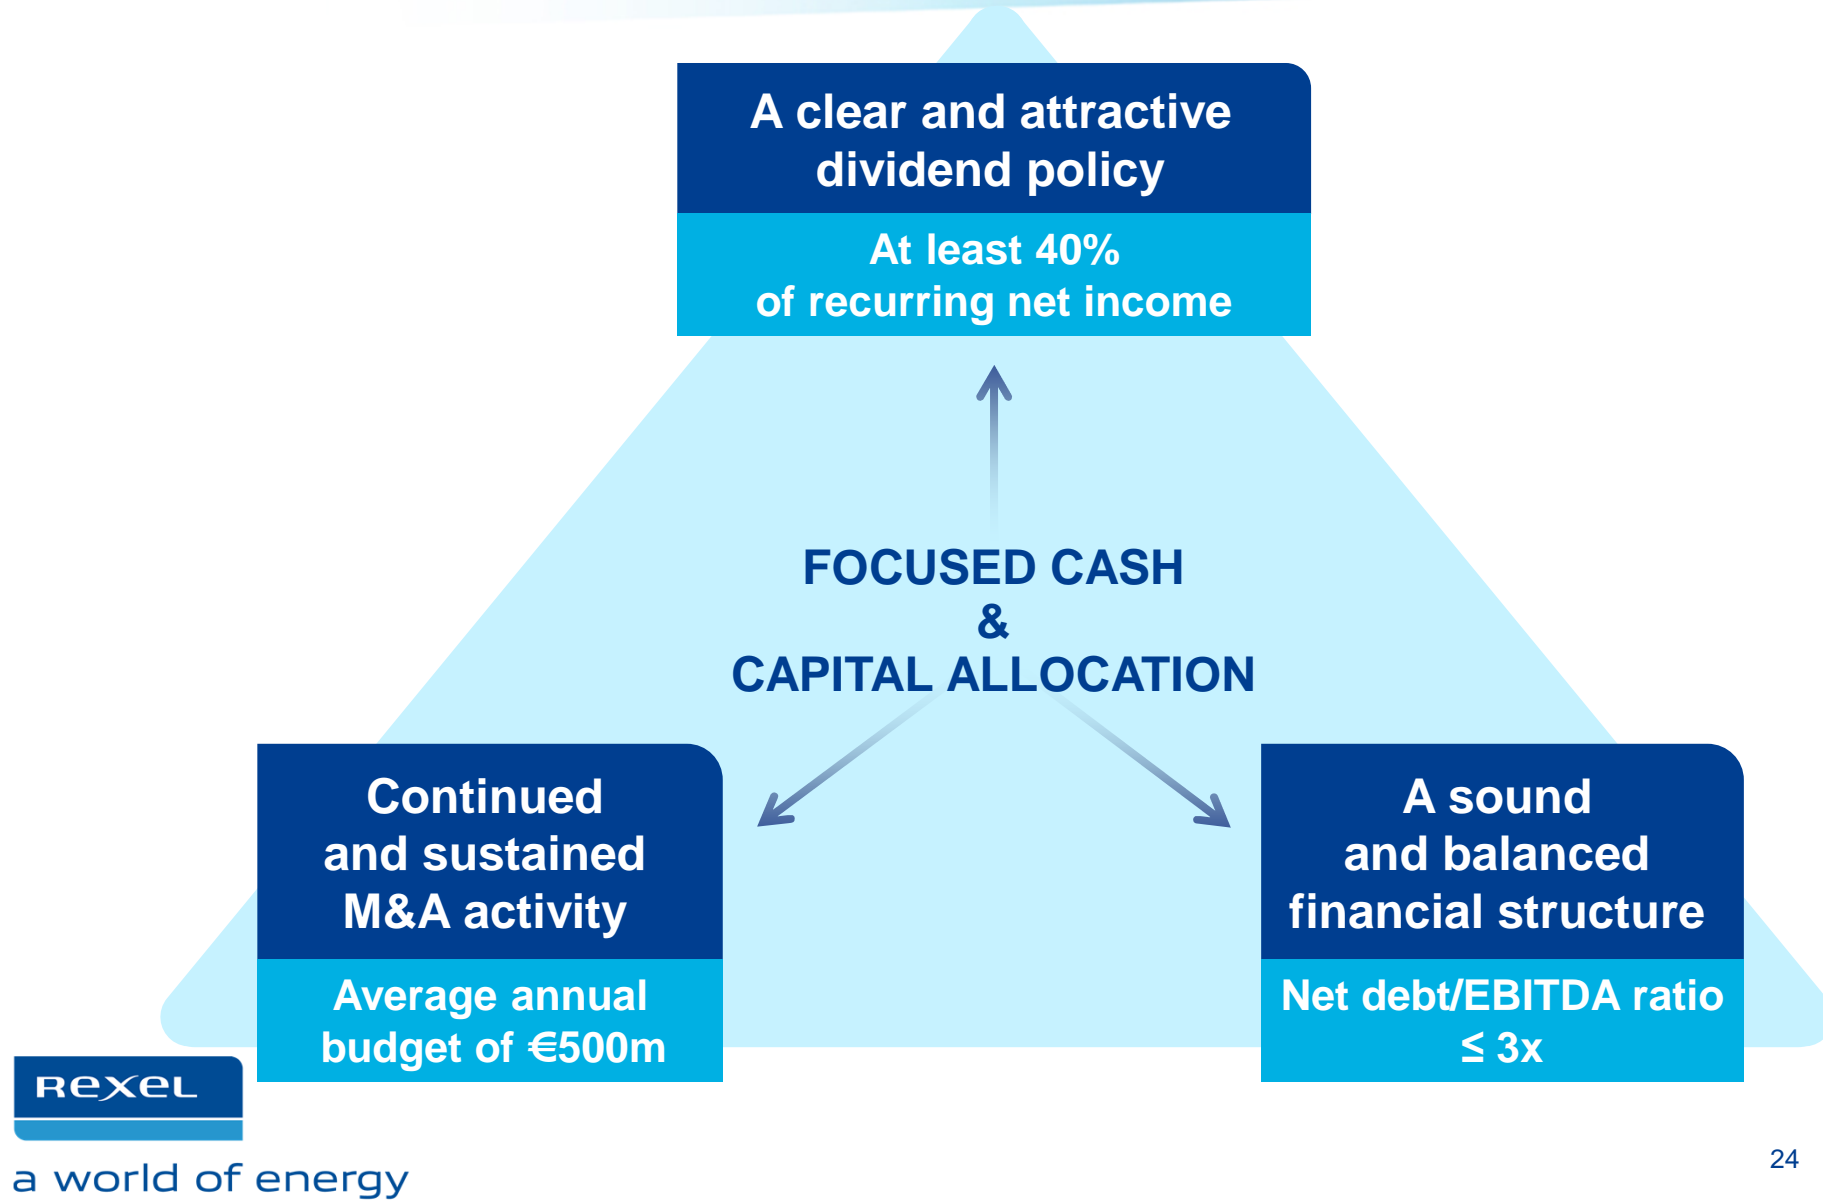 A clear and attractive
dividend policy
At least 40%
of recurring net income
FOCUSED CASH
&
CAPITAL ALLOCATION
Continued
and sustained
M&A activity
Average annual
budget of €500m
A sound
and balanced
financial structure
Net debt/EBITDA ratio
≤ 3x
REXEL
a world of energy
24